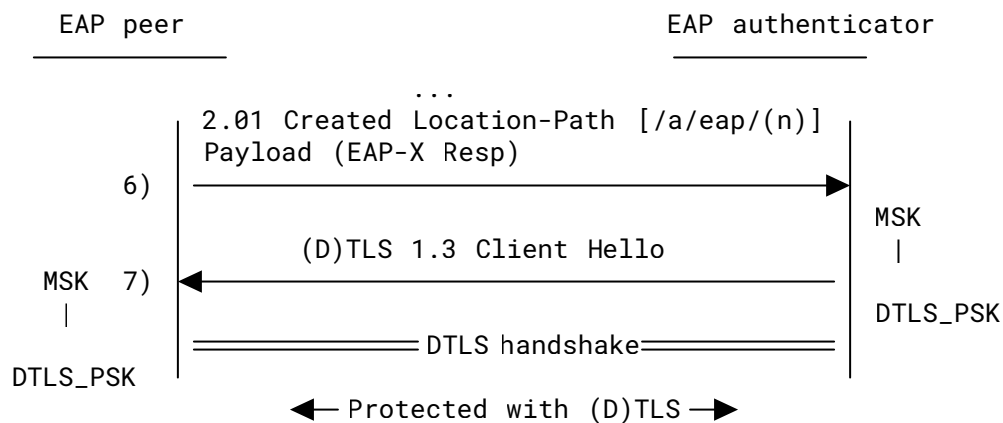 EAP peer EAP authenticator
...
2.01 Created Location-Path [/a/eap/(n)]
Payload (EAP-X Resp)
6)
MSK
|
(D)TLS 1.3 Client Hello
MSK 7)
|
DTLS_PSK
DTLS handshake
DTLS_PSK
Protected with (D)TLS